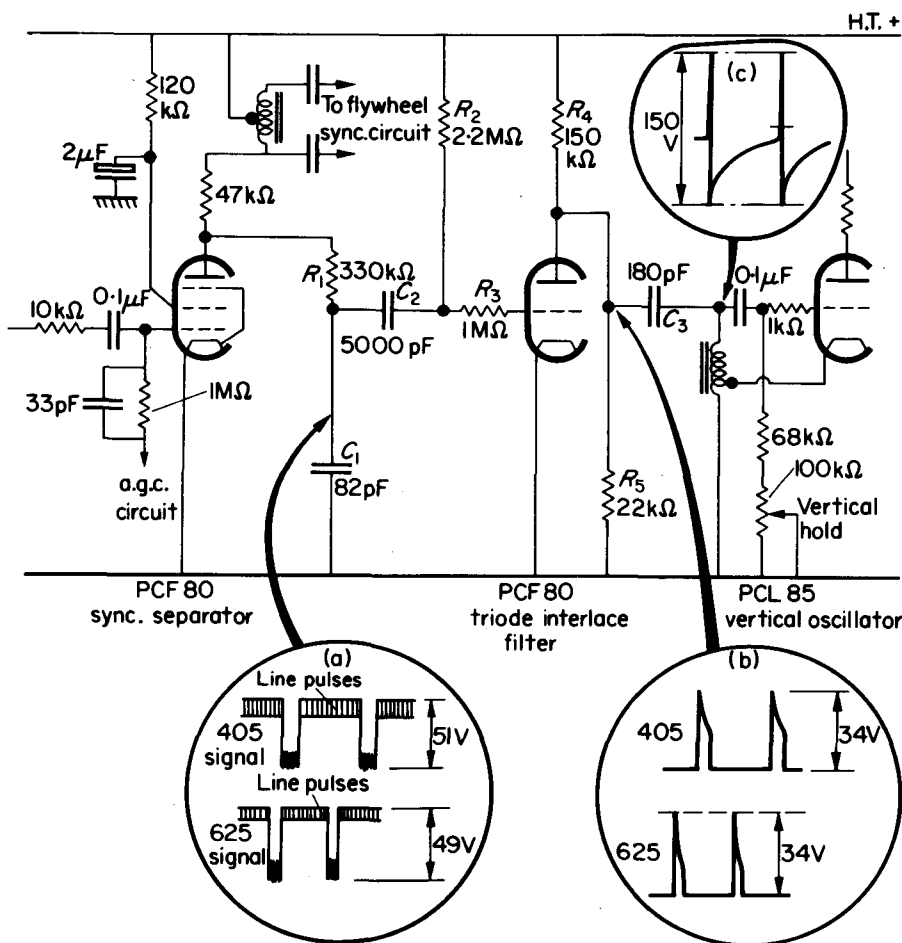 H.T. +
120
kΩ
2µF
47kΩ
To flywheel
sync.circuit
R2
2·2MΩ
R4
150
kΩ
(c)
150
V
10kΩ
0·1µF
33pF
1MΩ
a.g.c.
circuit
R1
330kΩ
C2
5000pF
R3
1MΩ
180pF
C3
0·1µF
1kΩ
C1
82pF
R5
22kΩ
68kΩ
100kΩ
Vertical
hold
PCF 80
sync. separator
PCF 80
triode interlace
filter
PCL 85
vertical oscillator
(a)
Line pulses
405
signal
51V
Line pulses
625
signal
49V
(b)
405
34V
625
34V